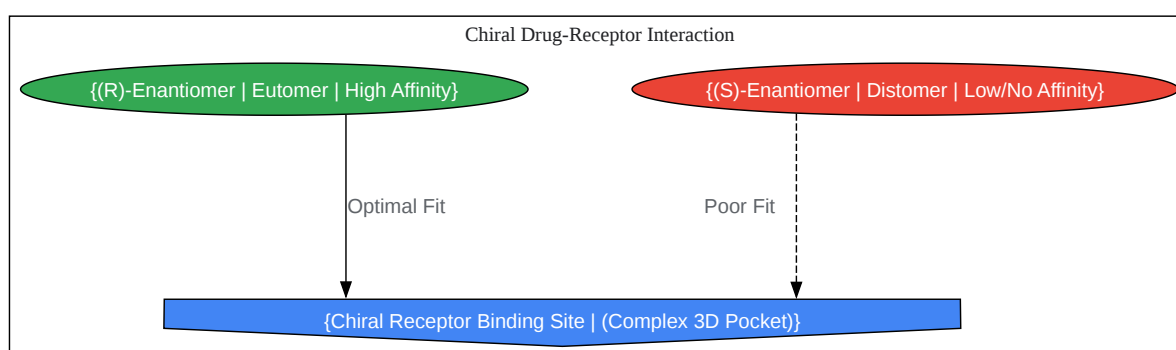 Chiral Drug-Receptor Interaction
{(R)-Enantiomer | Eutomer | High Affinity}
{(S)-Enantiomer | Distomer | Low/No Affinity}
Optimal Fit
Poor Fit
{Chiral Receptor Binding Site | (Complex 3D Pocket)}